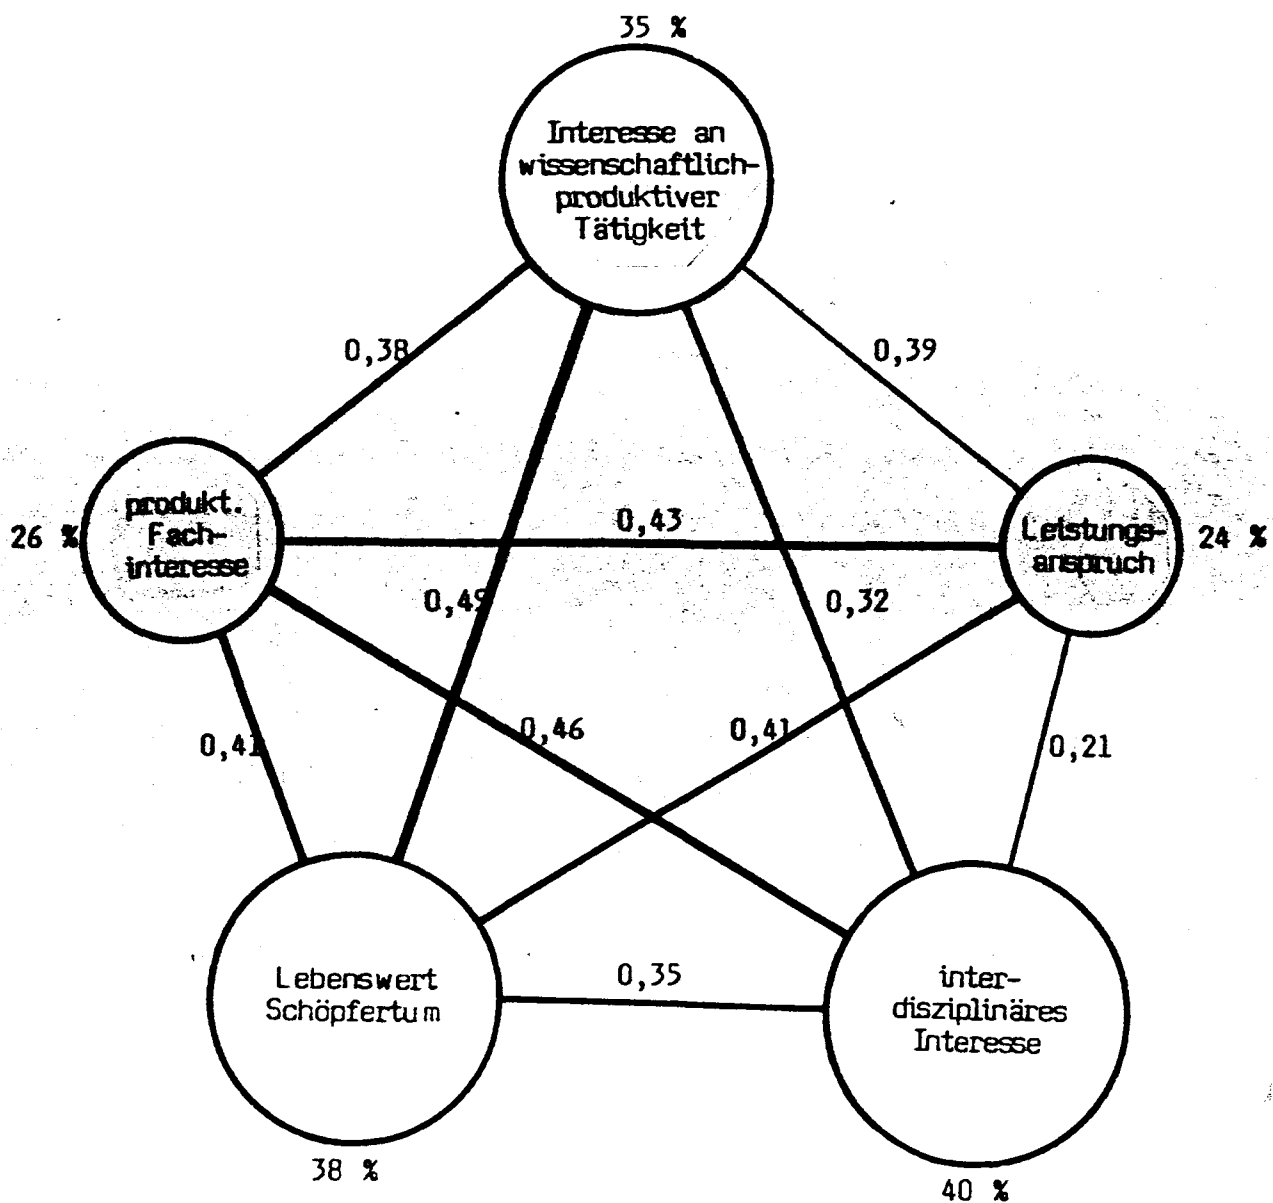 35 %
Interesse an
wissenschaftlich-
produktiver
Tätigkeit
0,38
0,39
produkt.
Fach-
interesse
26 %
0,43
Leistungs-
anspruch
24 %
0,32
0,46
0,41
0,41
0,21
Lebenswert
Schöpfertum
0,35
inter-
disziplinäres
Interesse
38 %
40 %